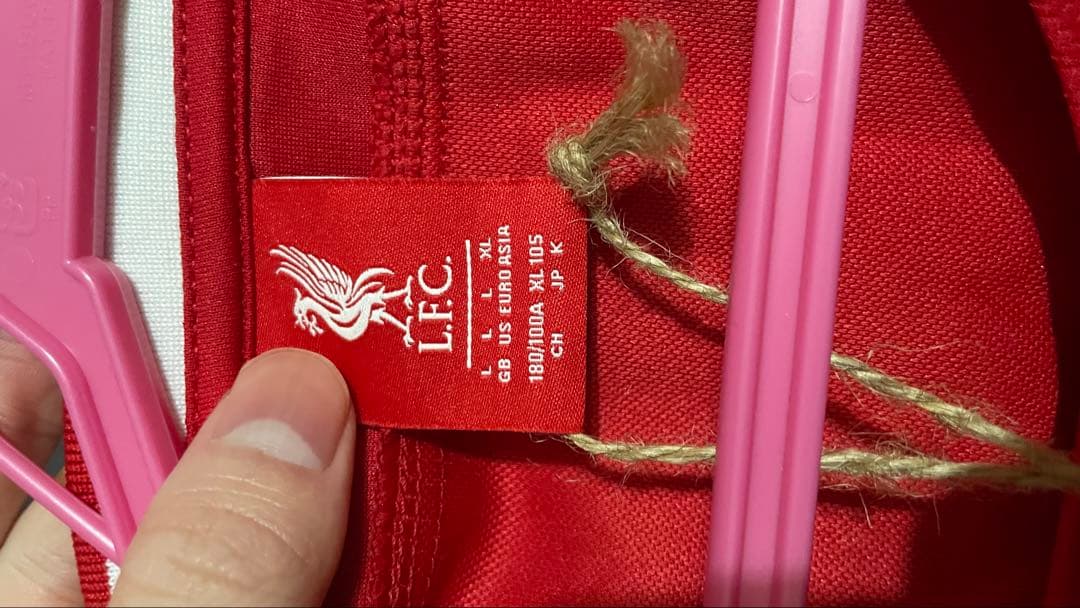 L.F.C.
L L L XL
GB US EURO ASIA
180/100A XL 105
CH JP K